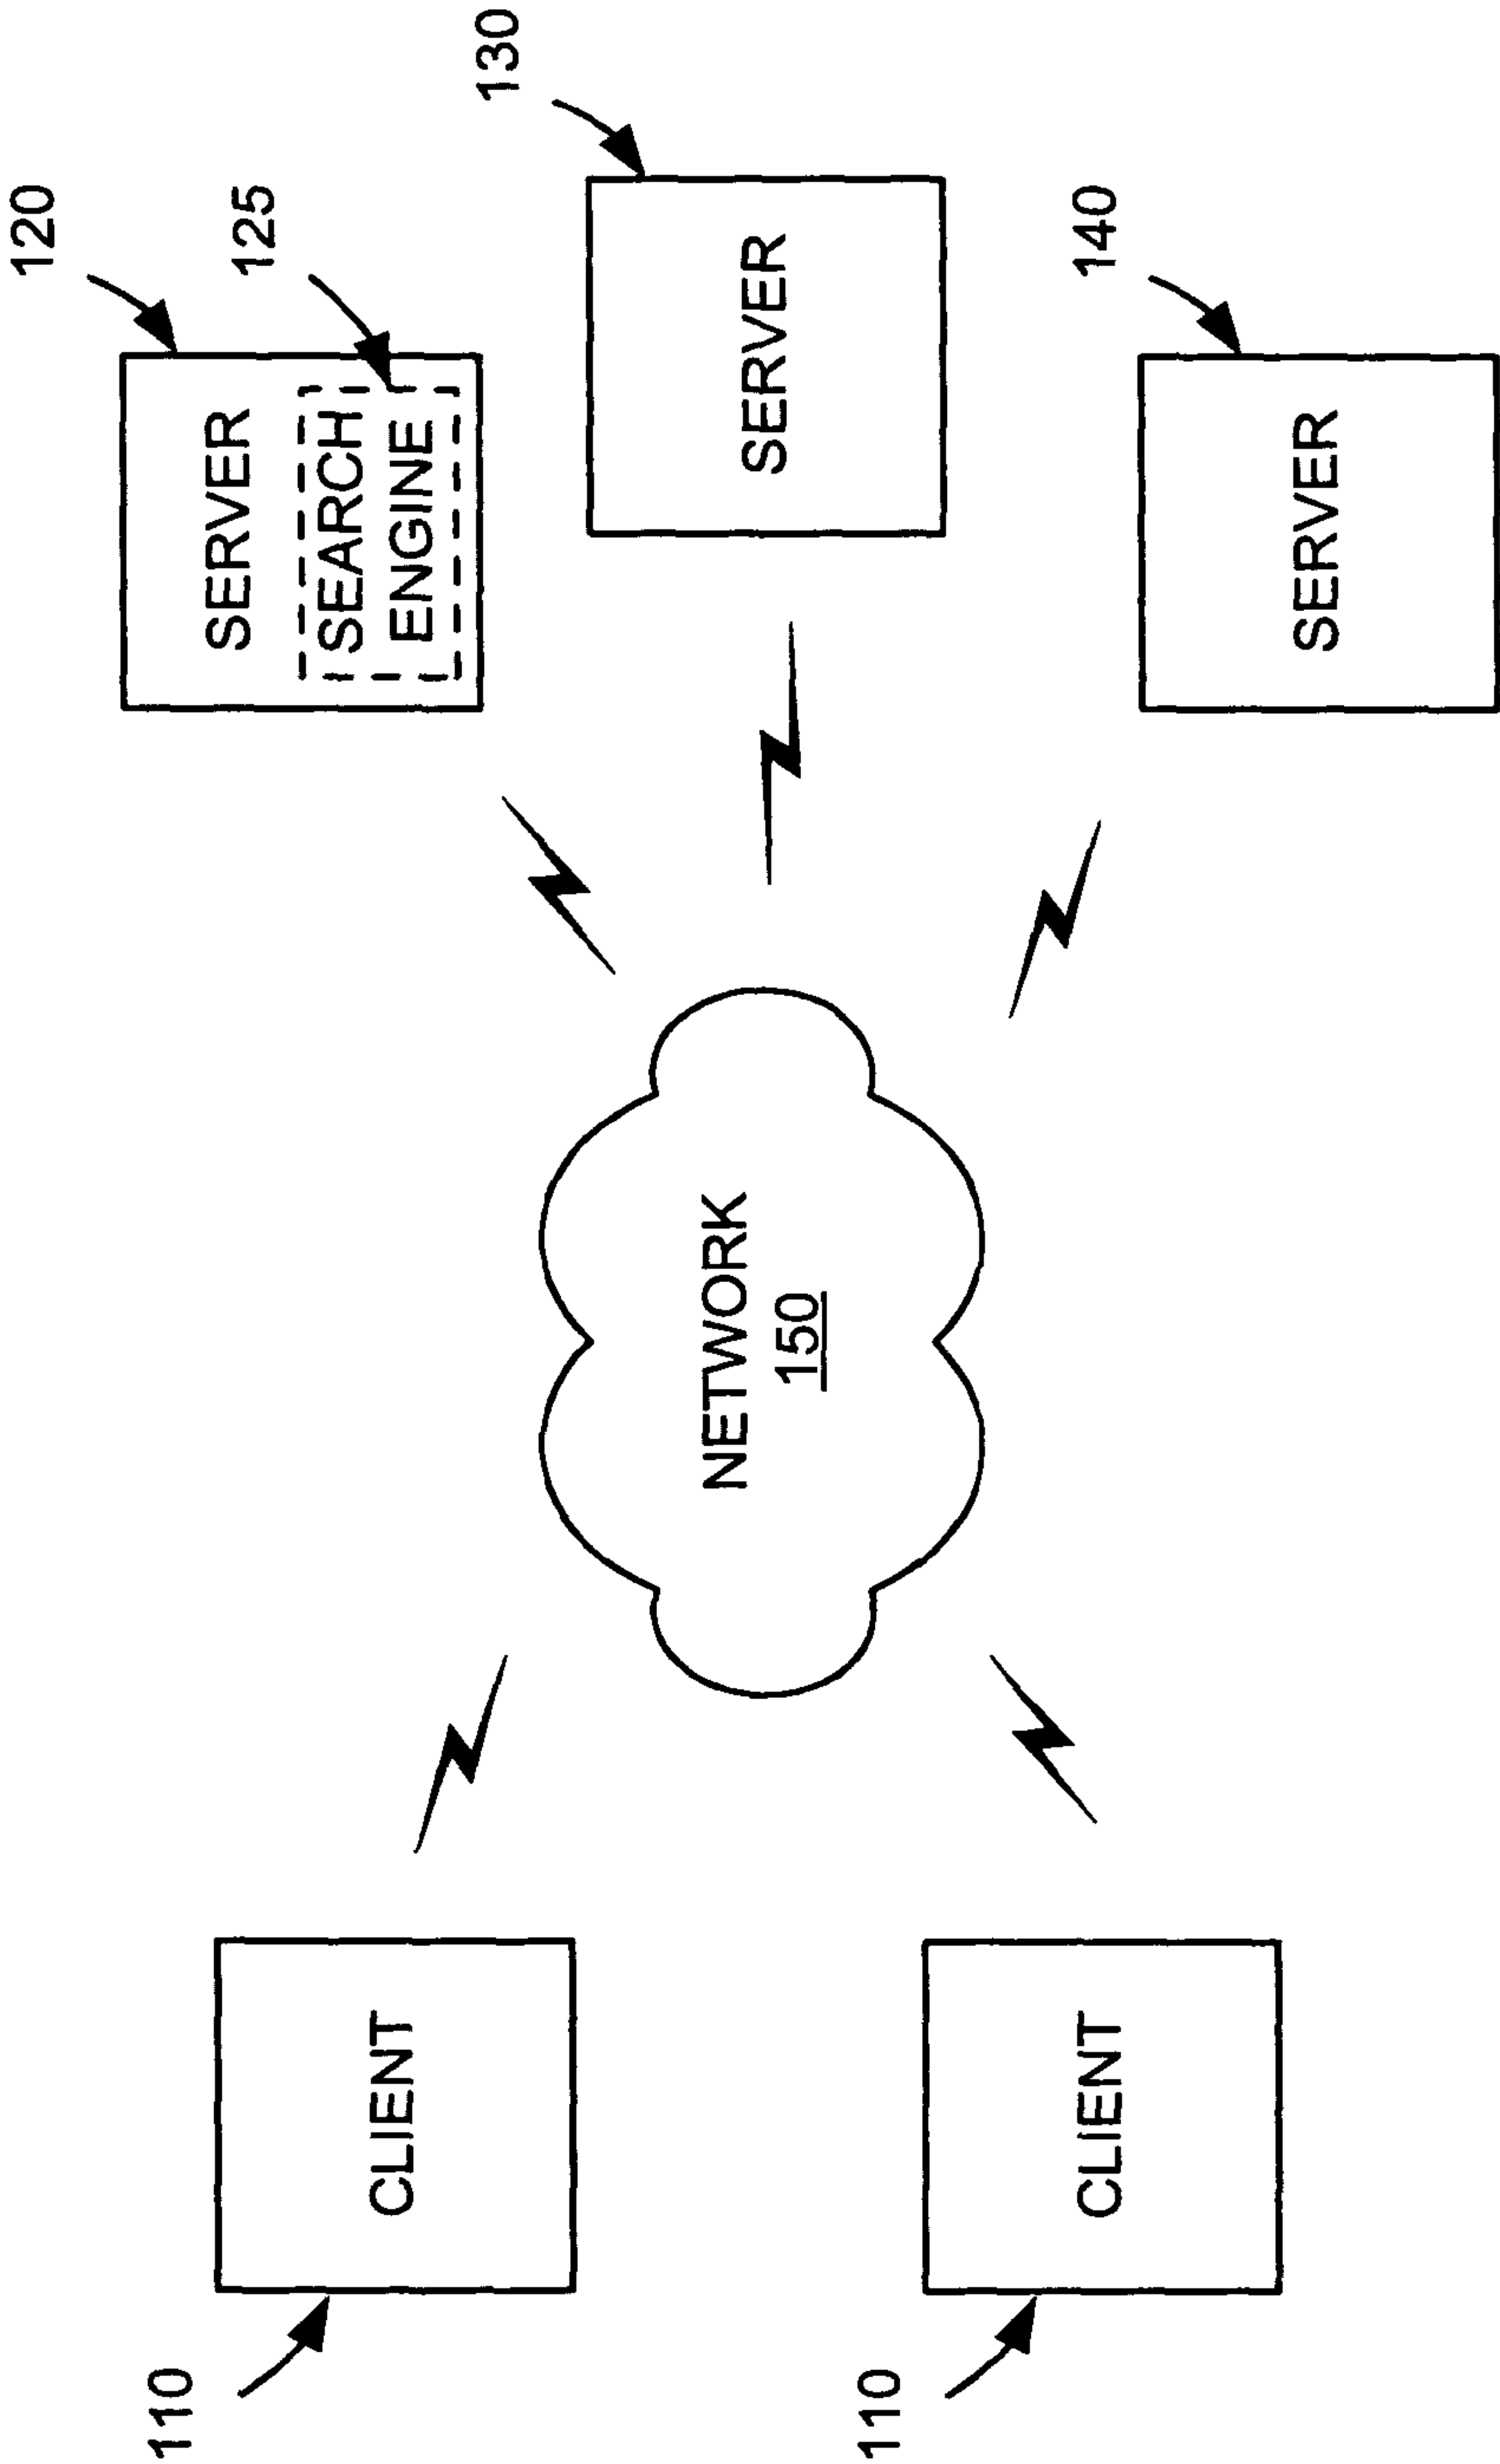 120
SERVER
125
SEARCH
ENGINE
110
CLIENT
130
SERVER
NETWORK
150
110
CLIENT
140
SERVER